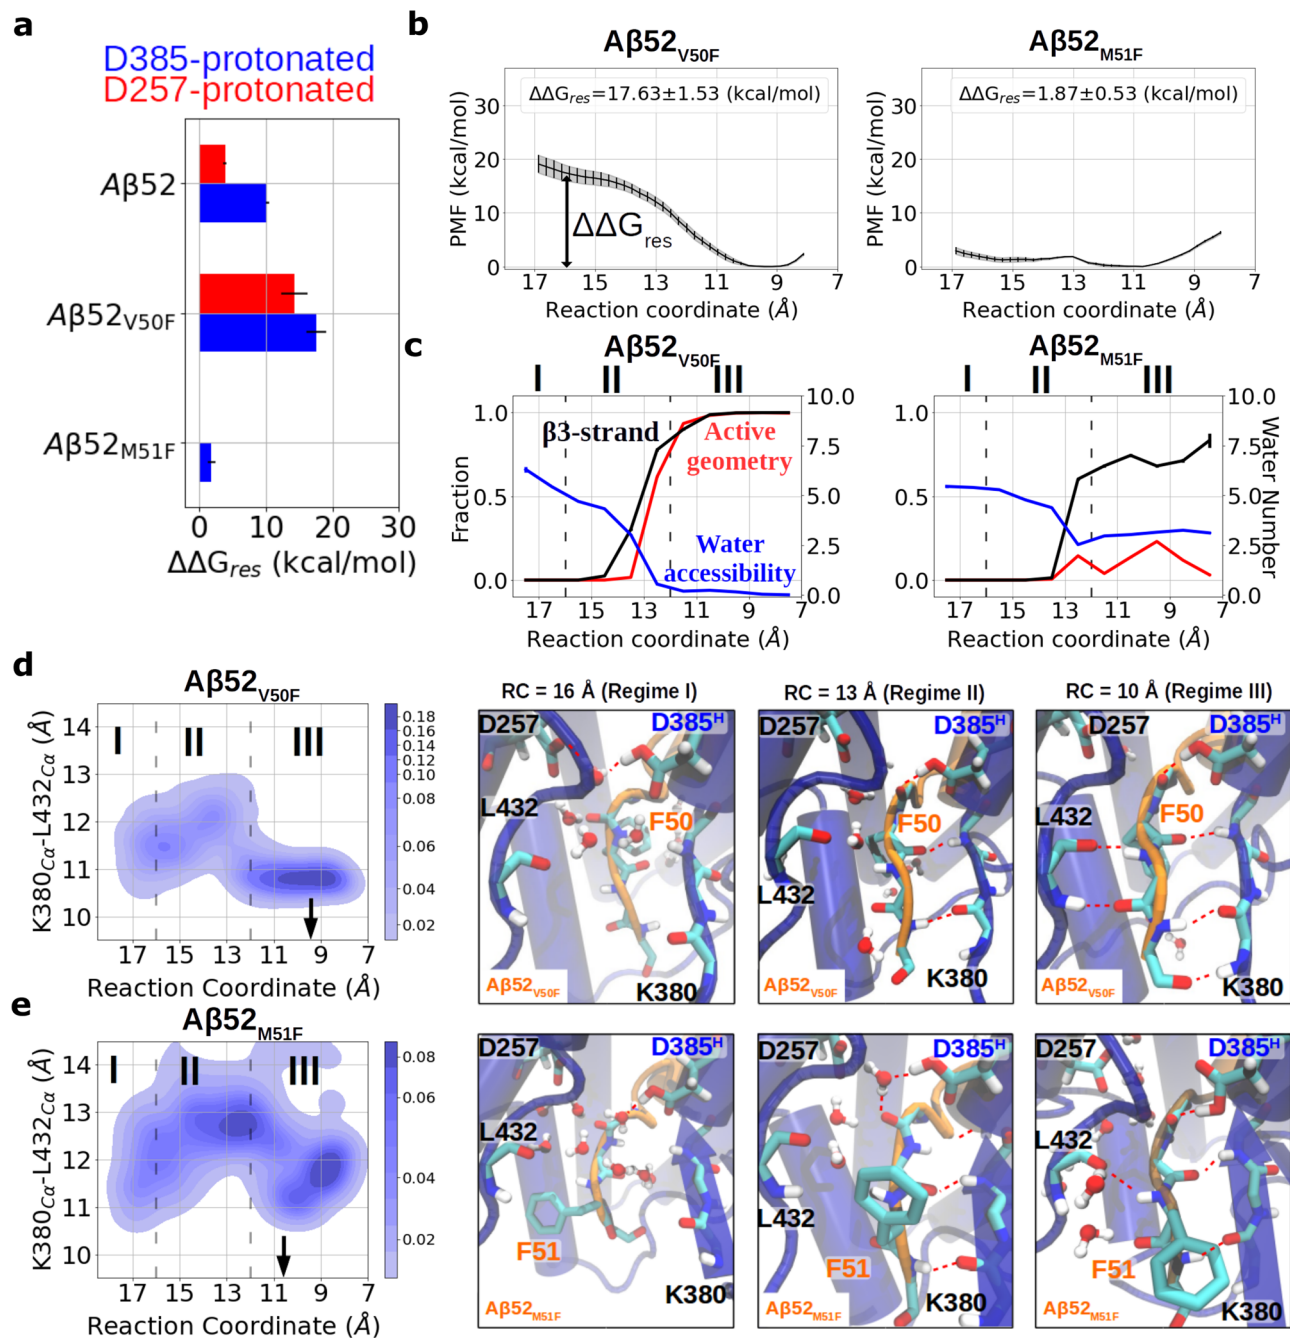 a
D385-protonated
D257-protonated
Aβ52
Aβ52V50F
Aβ52M51F
0 10 20 30
ΔΔGres (kcal/mol)
b
Aβ52V50F
ΔΔGres=17.63±1.53 (kcal/mol)
PMF (kcal/mol)
30
20
10
0
ΔΔGres
17 15 13 11 9 7
Reaction coordinate (Å)
Aβ52M51F
ΔΔGres=1.87±0.53 (kcal/mol)
PMF (kcal/mol)
30
20
10
0
17 15 13 11 9 7
Reaction coordinate (Å)
c
Aβ52V50F
I II III
Fraction
1.0
0.5
0.0
10.0
7.5
5.0
2.5
0.0
β3-strand
Active
geometry
Water
accessibility
17 15 13 11 9 7
Reaction coordinate (Å)
Aβ52M51F
I II III
1.0
0.5
0.0
10.0
7.5
5.0
2.5
0.0
Water Number
17 15 13 11 9 7
Reaction coordinate (Å)
d
Aβ52V50F
I II III
K380Cα-L432Cα (Å)
14
13
12
11
10
17 15 13 11 9 7
Reaction Coordinate (Å)
0.18
0.16
0.14
0.12
0.10
0.08
0.06
0.04
0.02
RC = 16 Å (Regime I)
D257
D385H
L432
F50
K380
Aβ52V50F
RC = 13 Å (Regime II)
D257
D385H
F50
L432
K380
Aβ52V50F
RC = 10 Å (Regime III)
D257
D385H
L432
F50
K380
Aβ52V50F
e
Aβ52M51F
I II III
K380Cα-L432Cα (Å)
14
13
12
11
10
17 15 13 11 9 7
Reaction Coordinate (Å)
0.08
0.06
0.04
0.02
D257
D385H
L432
F51
K380
Aβ52M51F
D257
D385H
L432
F51
K380
Aβ52M51F
D257
D385H
L432
F51
K380
Aβ52M51F